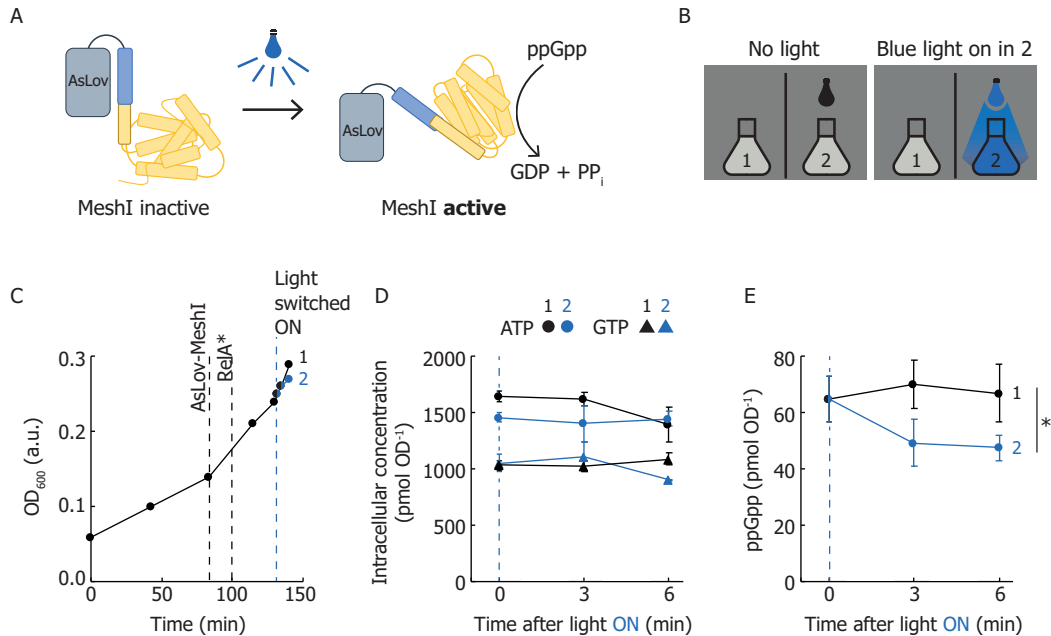 A
AsLov
MeshI inactive
AsLov
MeshI active
ppGpp
GDP + PPi
B
No light
Blue light on in 2
1
2
1
2
C
Light
switched
ON
AsLov-MeshI
RelA*
1
2
OD600 (a.u.)
0.3
0.2
0.1
0.0
0
50
100
150
Time (min)
D
1 2
1 2
ATP
GTP
Intracellular concentration
(pmol OD-1)
2000
1500
1000
500
0
0
3
6
Time after light ON (min)
E
ppGpp (pmol OD-1)
80
60
40
20
0
1
2
*
0
3
6
Time after light ON (min)